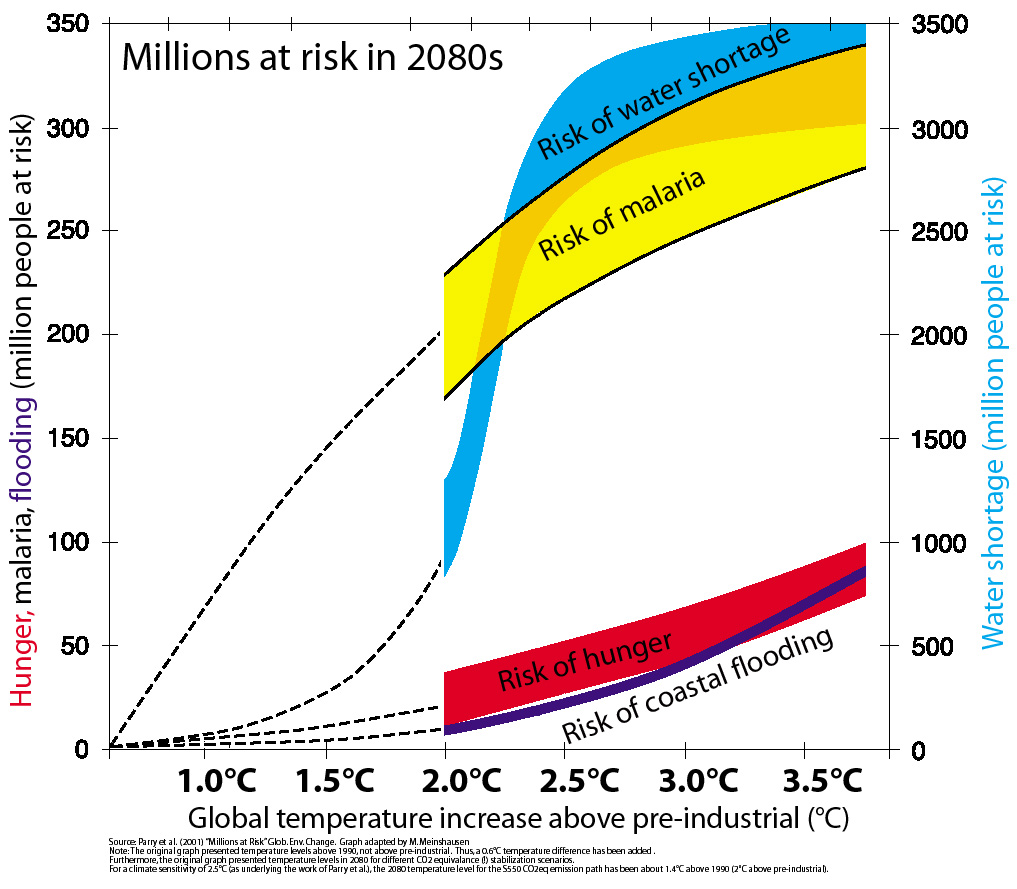 Millions at risk in 2080s
350
300
250
200
150
100
50
0
Hunger, malaria, flooding (million people at risk)
Risk of water shortage
Risk of malaria
Risk of hunger
Risk of coastal flooding
3500
3000
2500
2000
1500
1000
500
0
Water shortage (million people at risk)
1.0°C 1.5°C 2.0°C 2.5°C 3.0°C 3.5°C
Global temperature increase above pre-industrial (°C)
Source: Parry et al. (2001) "Millions at Risk" Glob. Env. Change. Graph adapted by M. Meinshausen
Note: The original graph presented temperature levels above 1990, not above pre-industrial. Thus, a 0.6°C temperature difference has been added .
Furthermore, the original graph presented temperature levels in 2080 for different CO2 equivalance (!) stabilization scenarios.
For a climate sensitivity of 2.5°C (as underlying the work of Parry et al.), the 2080 temperature level for the S550 CO2eq emission path has been about 1.4°C above 1990 (2°C above pre-industrial).